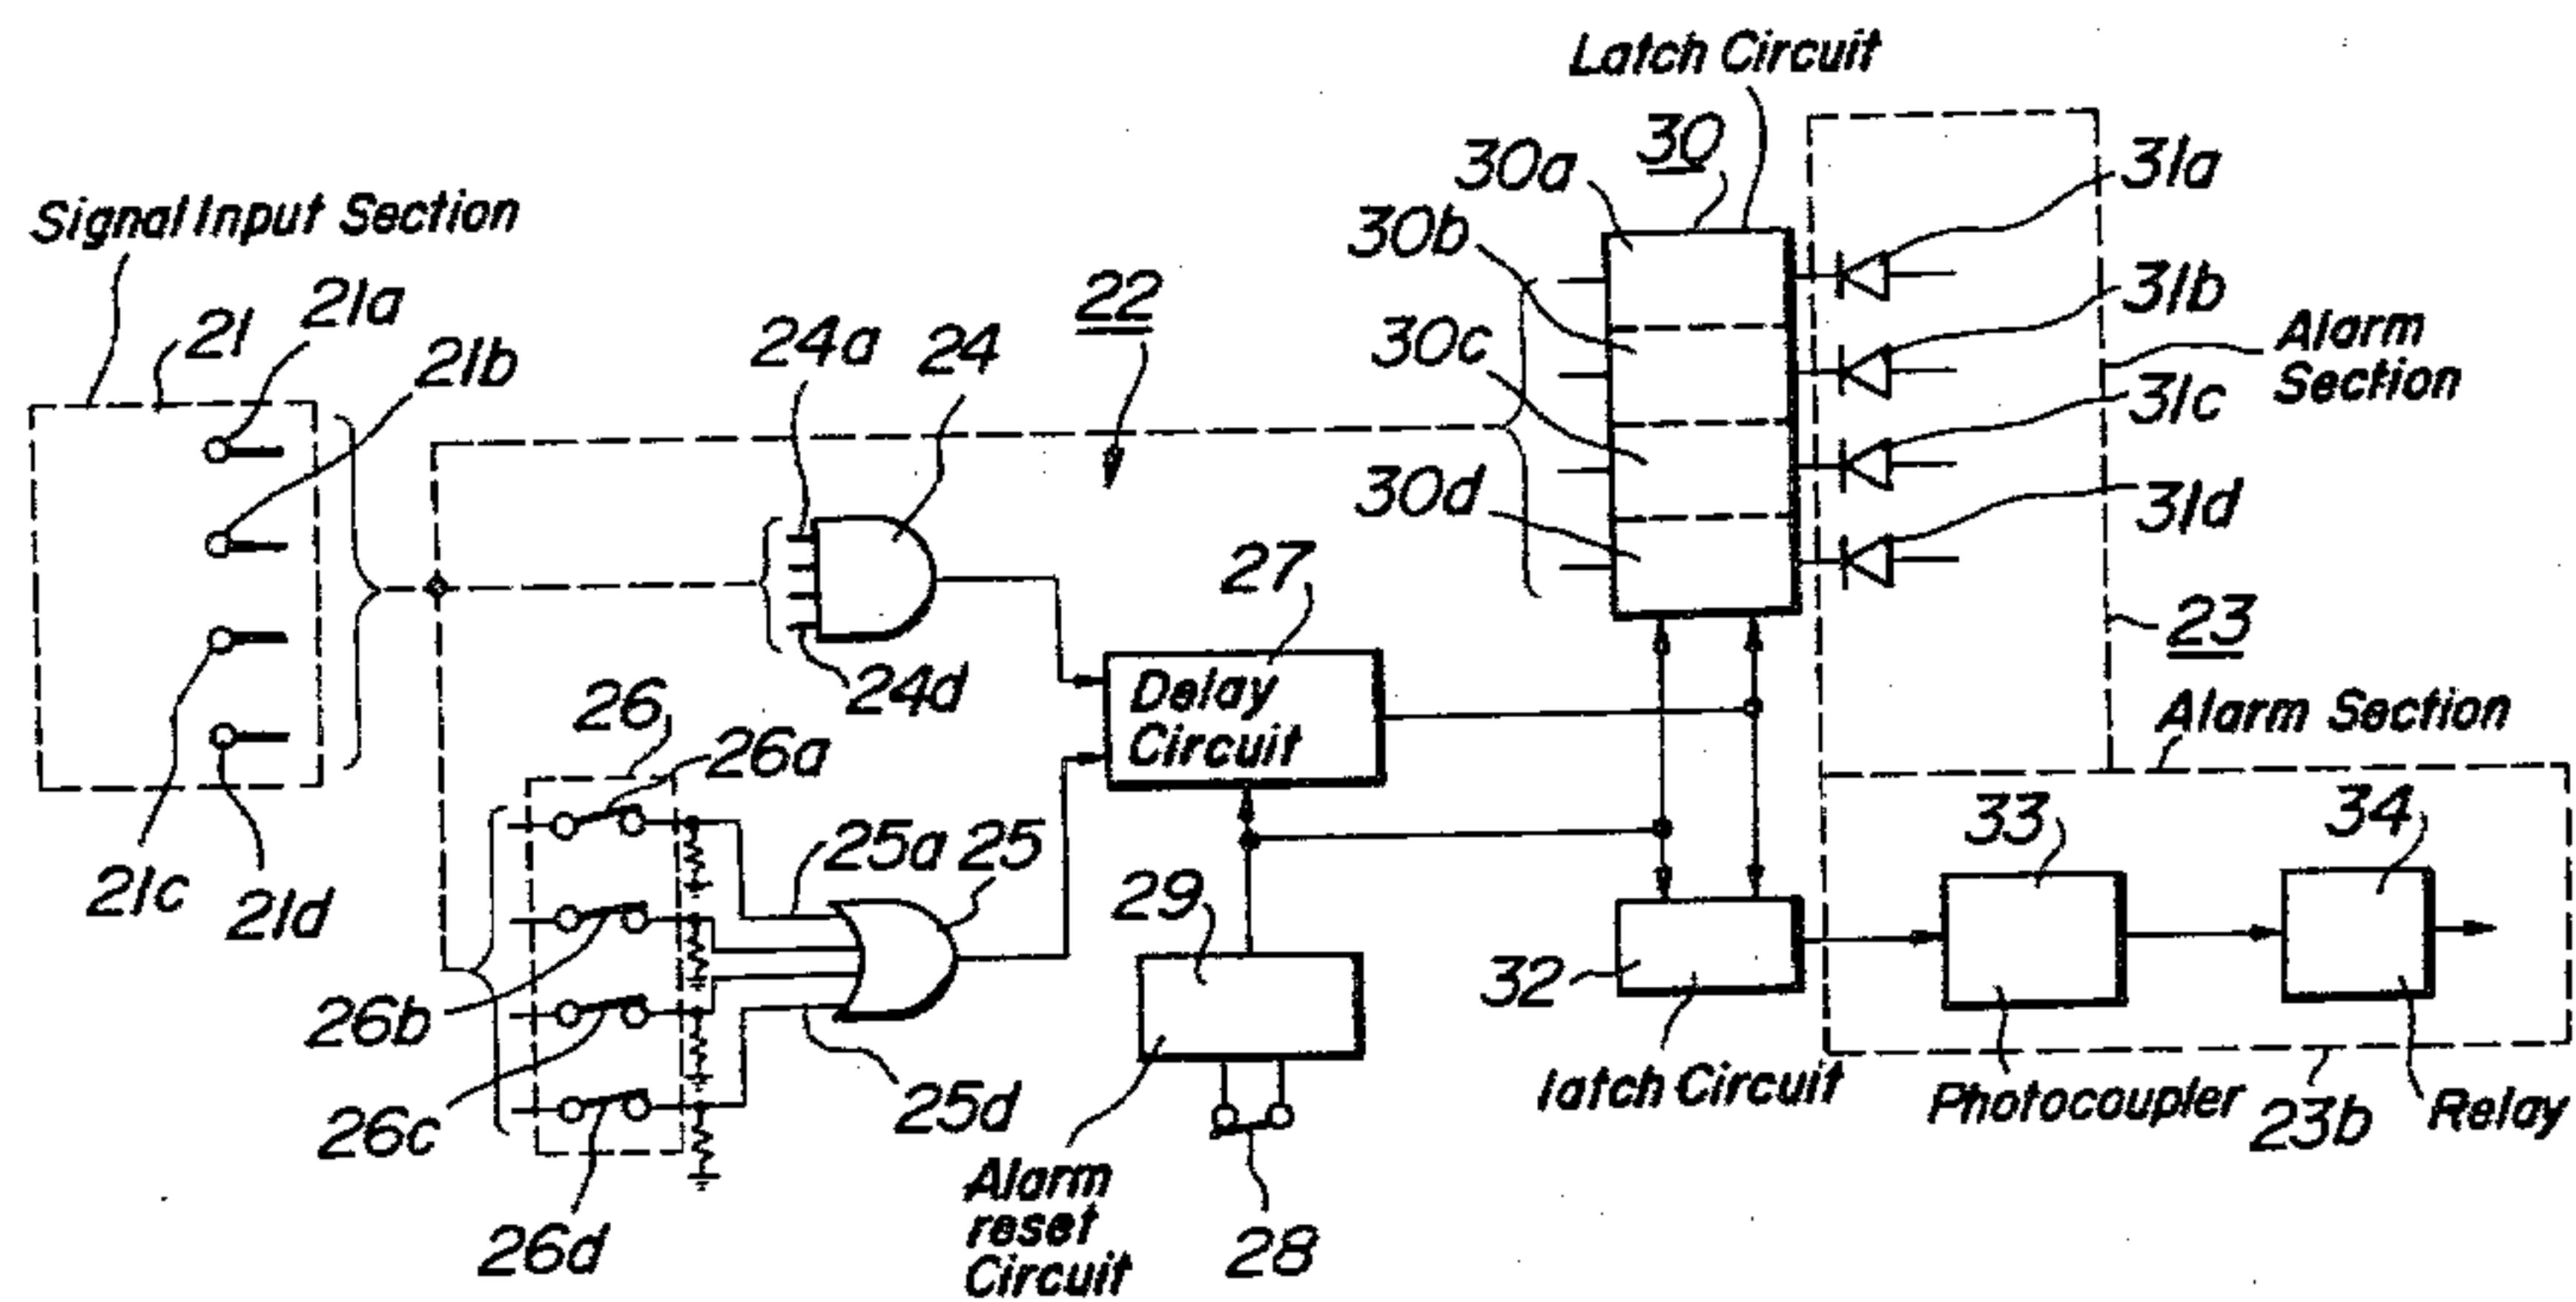 Latch Circuit
30
30a
31a
Signal Input Section
30b
21a
22
31b
21
24a
24
30c
Alarm
Section
21b
31c
30d
31d
27
23
24d
Delay
Circuit
26
26a
Alarm Section
33
34
25a
25
21c
21d
29
32
26b
latch Circuit
Photocoupler
23b
Relay
26c
25d
Alarm
reset
Circuit
28
26d